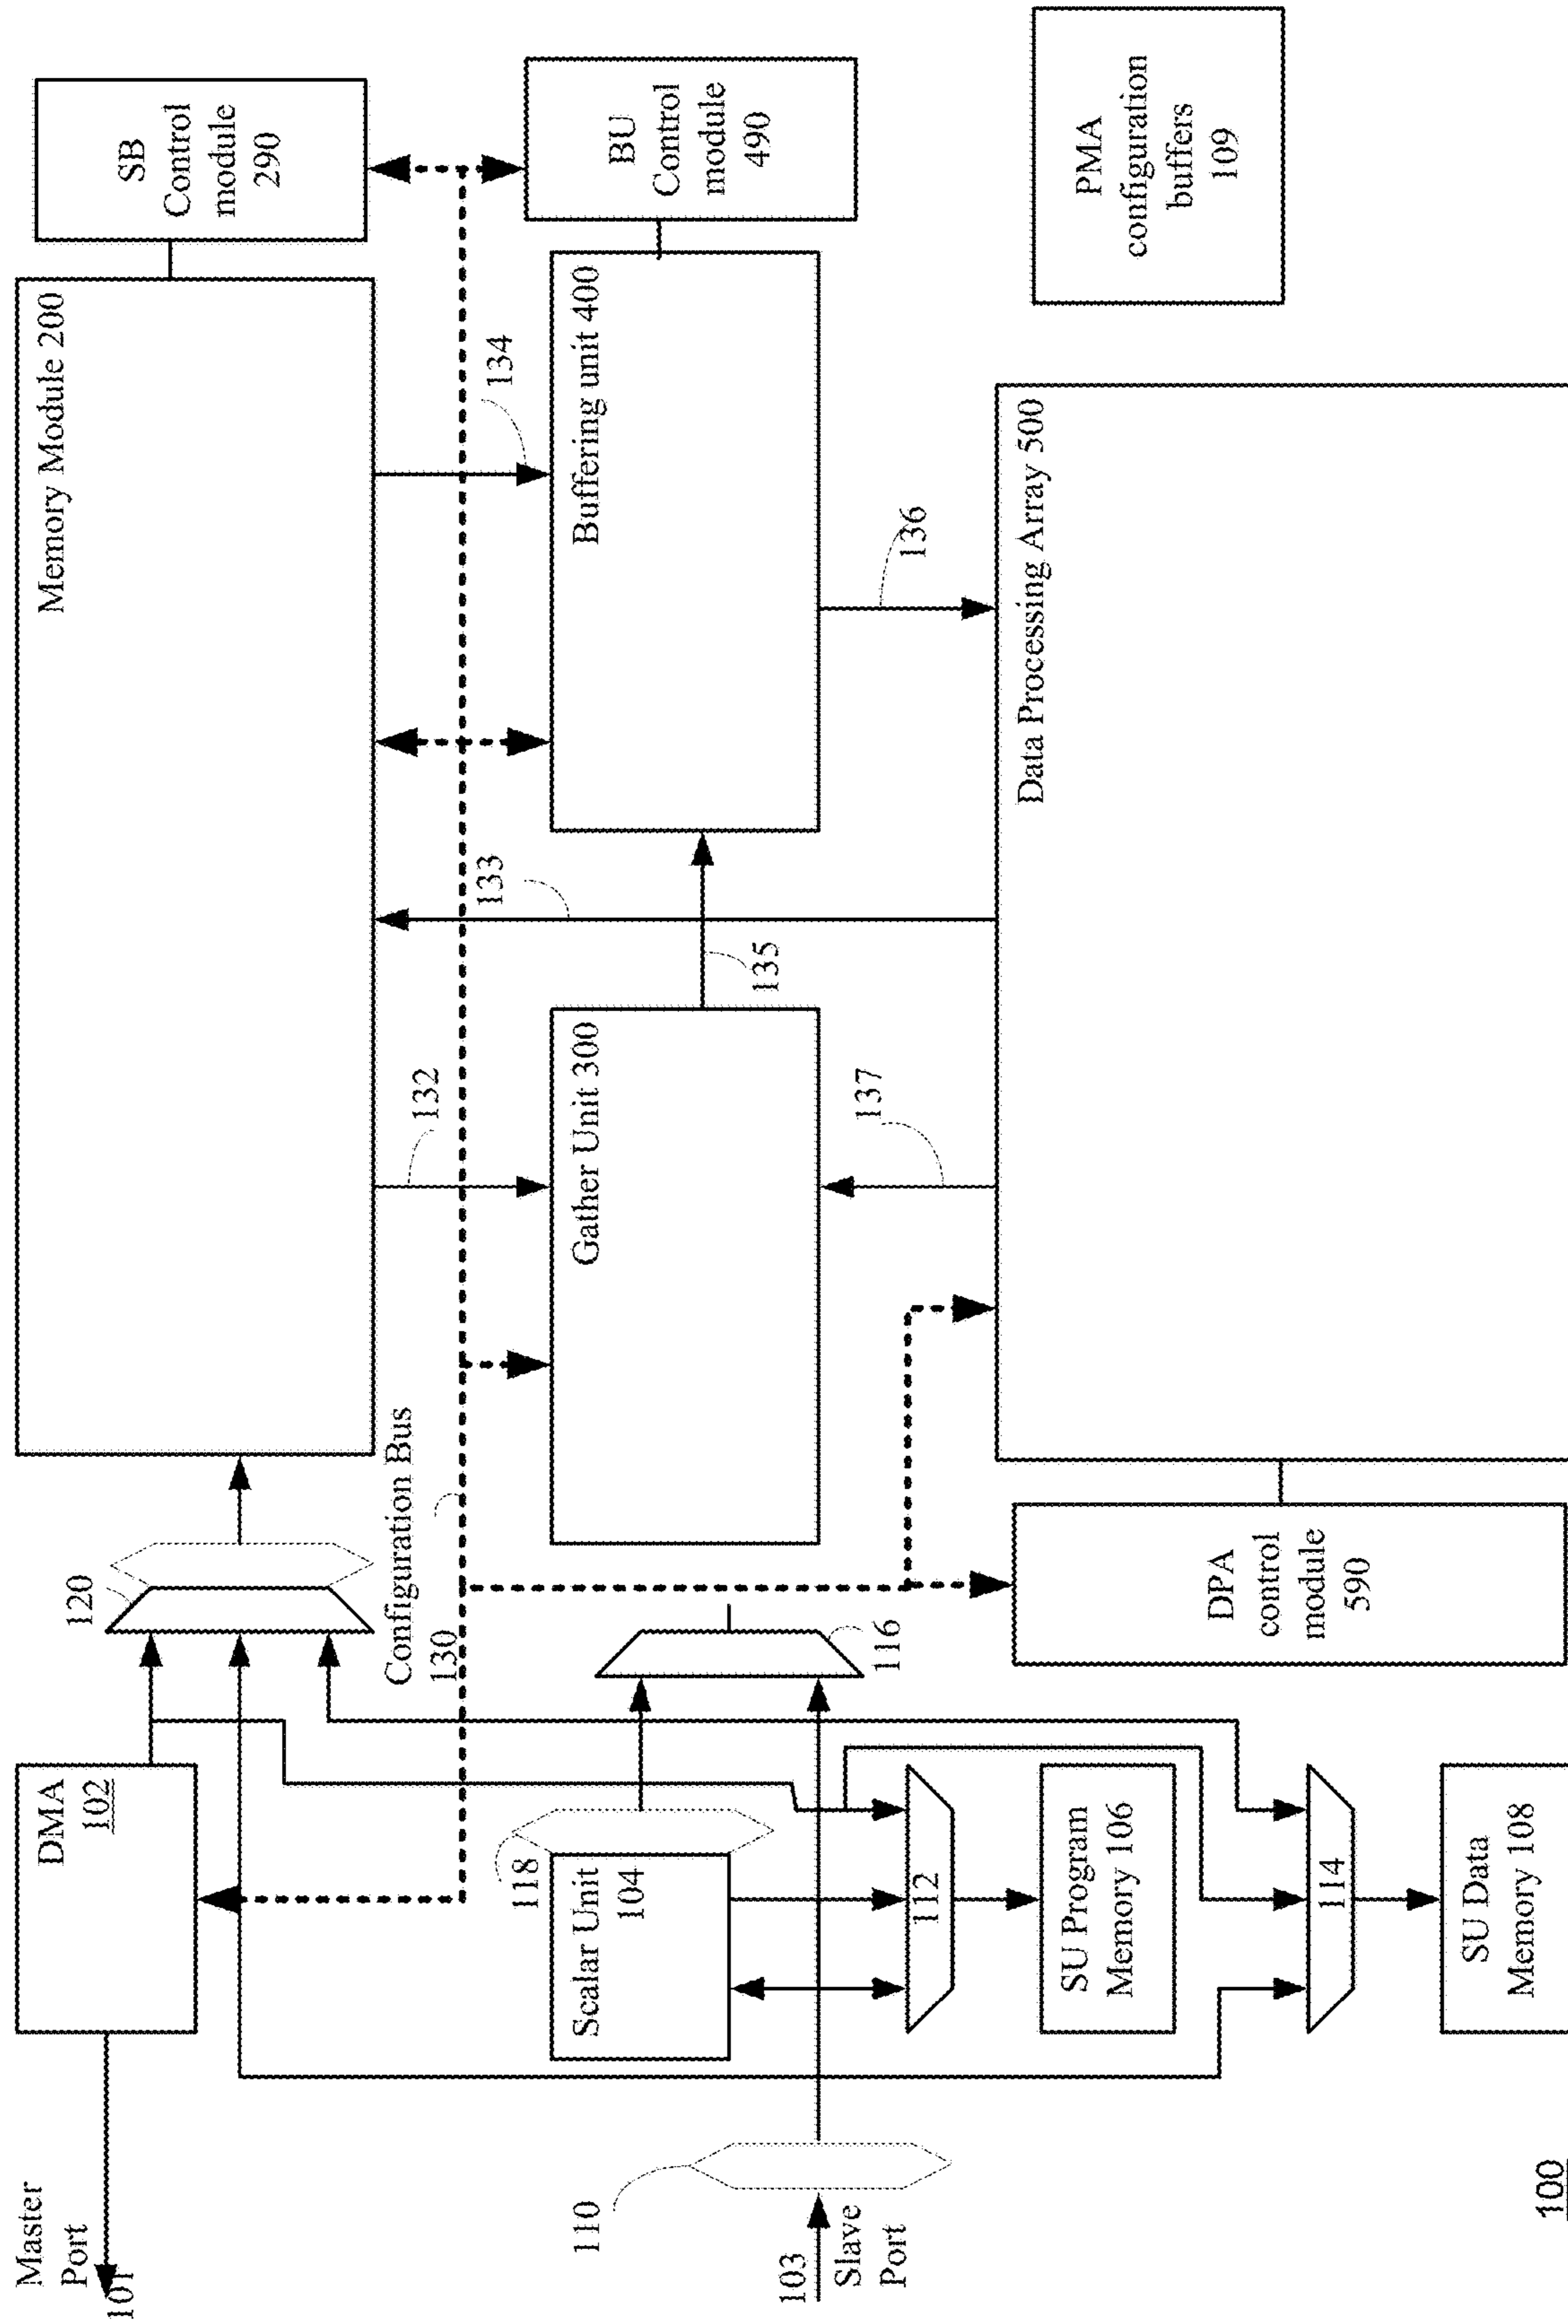 Master
Port
101
DMA
102
120
Memory Module 200
SB
Control
module
290
Configuration Bus
130
132
133
134
110
103
Slave
Port
118
Scalar Unit
104
116
Gather Unit 300
135
Buffering unit 400
BU
Control
module
490
112
137
136
SU Program
Memory 106
114
SU Data
Memory 108
DPA
control
module
590
Data Processing Array 500
PMA
configuration
buffers
109
100